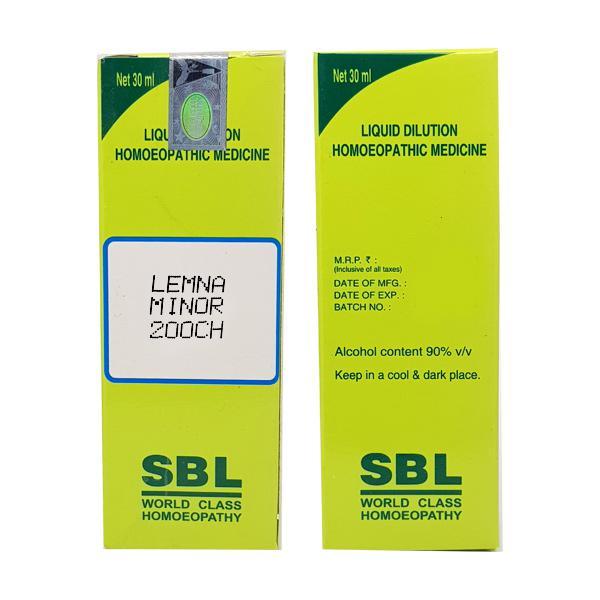 Net 30 ml
LIQU ON
HOMOEOPATHIC MEDICINE
LEMNA
MINOR
200CH
SBL
WORLD CLASS
HOMOEOPATHY
Net 30 ml
LIQUID DILUTION
HOMOEOPATHIC MEDICINE
M.R.P. ₹ :
(Inclusive of all taxes)
DATE OF MFG. :
DATE OF EXP. :
BATCH NO. :
Alcohol content 90% v/v
Keep in a cool & dark place.
SBL
WORLD CLASS
HOMOEOPATHY